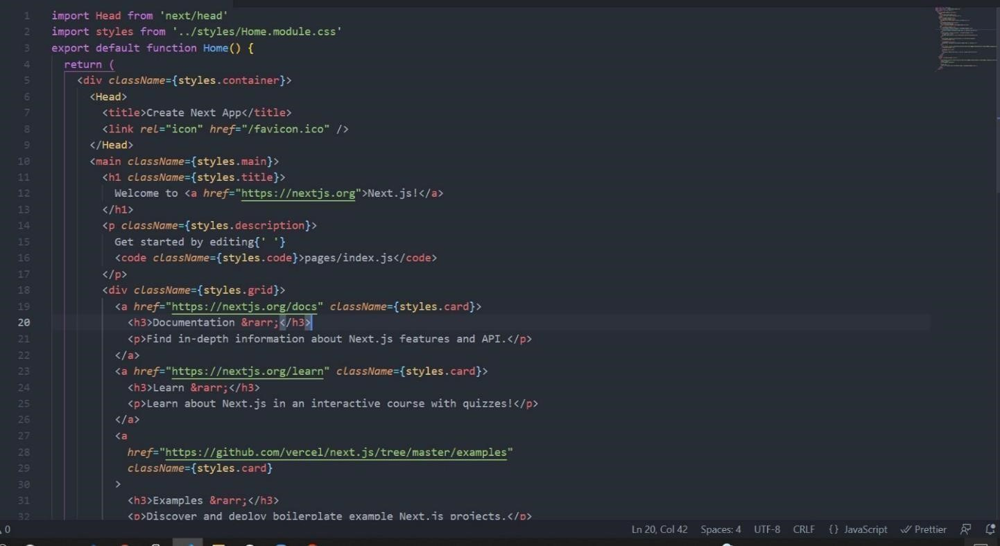 1 import Head from 'next/head'
2 import styles from '../styles/Home.module.css'
3 export default function Home() {
4 return (
5 <div className={styles.container}>
6 <Head>
7 <title>Create Next App</title>
8 <link rel="icon" href="/favicon.ico" />
9 </Head>
10 <main className={styles.main}>
11 <h1 className={styles.title}>
12 Welcome to <a href="https://nextjs.org">Next.js!</a>
13 </h1>
14 <p className={styles.description}>
15 Get started by editing{' '}
16 <code className={styles.code}>pages/index.js</code>
17 </p>
18 <div className={styles.grid}>
19 <a href="https://nextjs.org/docs" className={styles.card}>
20 <h3>Documentation &rarr;</h3>
21 <p>Find in-depth information about Next.js features and API.</p>
22 </a>
23 <a href="https://nextjs.org/learn" className={styles.card}>
24 <h3>Learn &rarr;</h3>
25 <p>Learn about Next.js in an interactive course with quizzes!</p>
26 </a>
27 <a
28 href="https://github.com/vercel/next.js/tree/master/examples"
29 className={styles.card}
30 >
31 <h3>Examples &rarr;</h3>
32 <p>Discover and deploy boilerplate example Next.js projects.</p>
0 Ln 20, Col 42 Spaces: 4 UTF-8 CRLF {} JavaScript Prettier